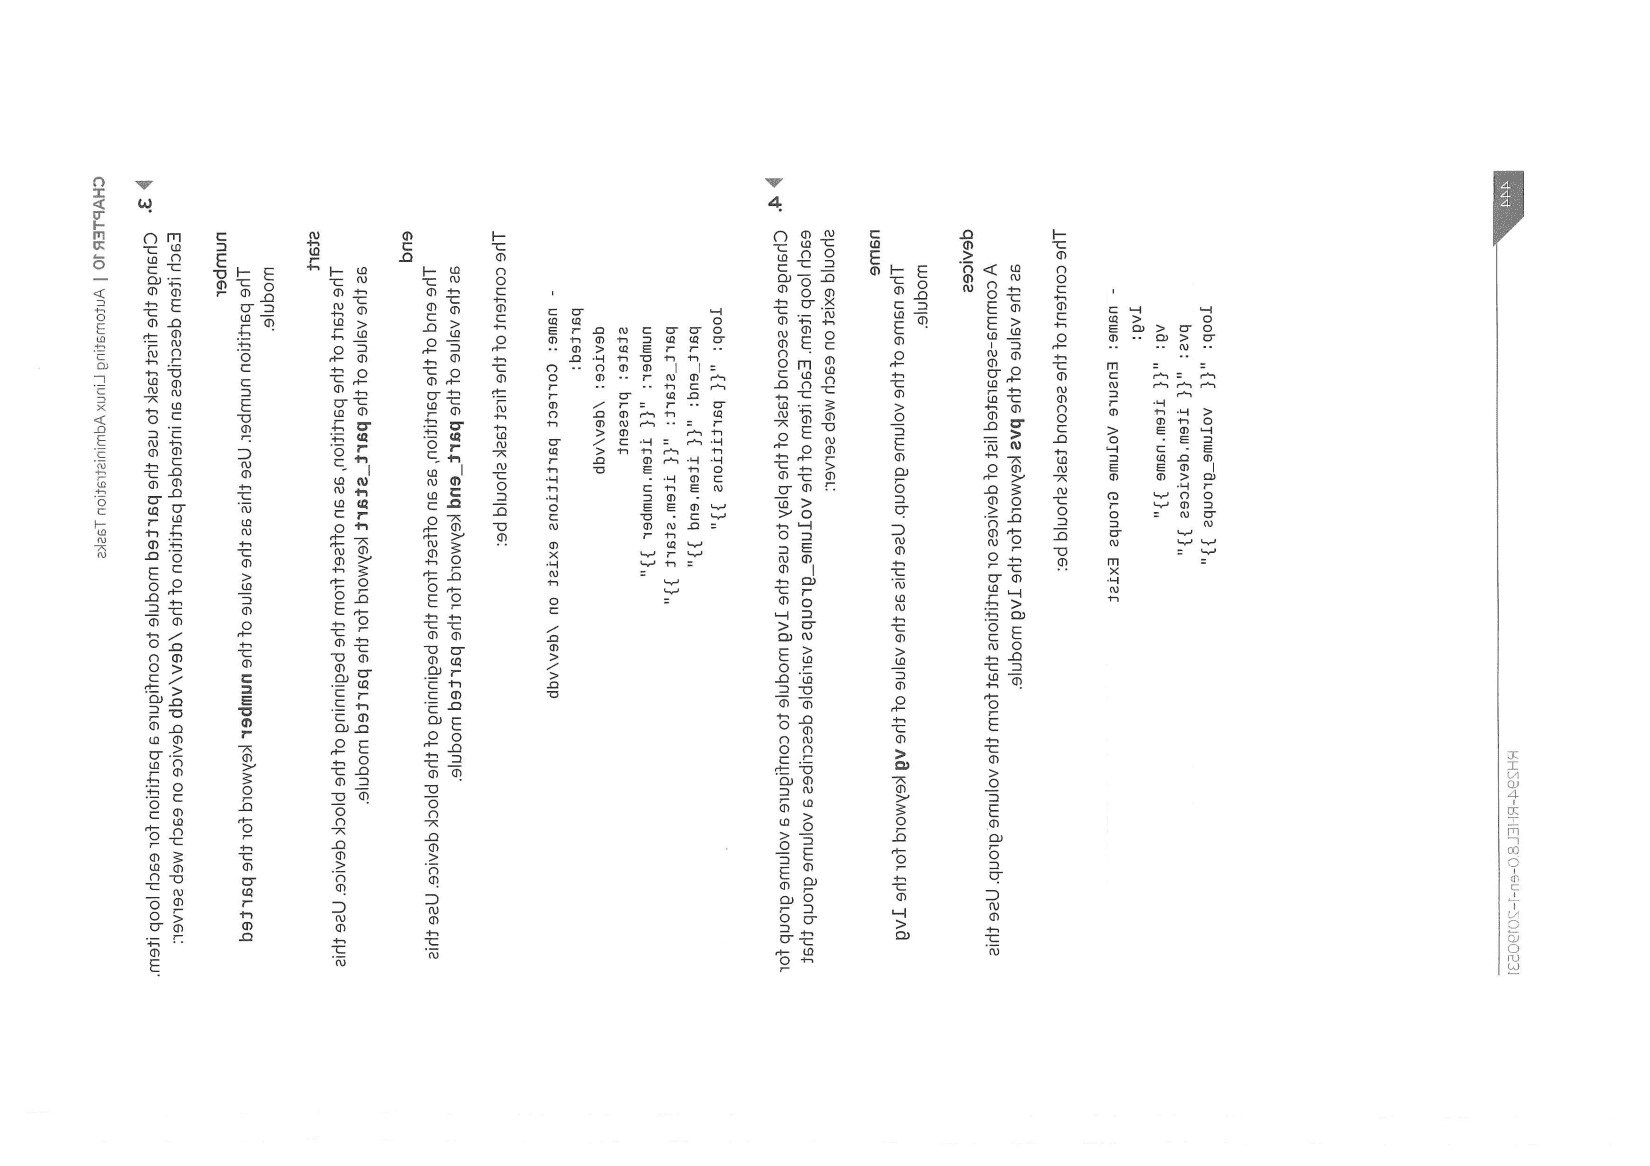 CHAPTER 10 | Automating Linux Administration Tasks
3. Change the first task to use the parted module to configure a partition for each loop item.
Each item describes an intended partition of the /dev/vdb device on each web server:
number
The partition number. Use this as the value of the number keyword for the parted
module.
start
The start of the partition, as an offset from the beginning of the block device. Use this
as the value of the part_start keyword for the parted module.
end
The end of the partition, as an offset from the beginning of the block device. Use this
as the value of the part_end keyword for the parted module.
The content of the first task should be:
- name: Correct partitions exist on /dev/vdb
parted:
device: /dev/vdb
state: present
number: "{{ item.number }}"
part_start: "{{ item.start }}"
part_end: "{{ item.end }}"
loop: "{{ partitions }}"
4. Change the second task of the play to use the lvg module to configure a volume group for
each loop item. Each item of the volume_groups variable describes a volume group that
should exist on each web server:
name
The name of the volume group. Use this as the value of the vg keyword for the lvg
module.
devices
A comma-separated list of devices or partitions that form the volume group. Use this
as the value of the pvs keyword for the lvg module.
The content of the second task should be:
- name: Ensure Volume Groups Exist
lvg:
vg: "{{ item.name }}"
pvs: "{{ item.devices }}"
loop: "{{ volume_groups }}"
444
RH294-RHEL8.0-en-1-20190531